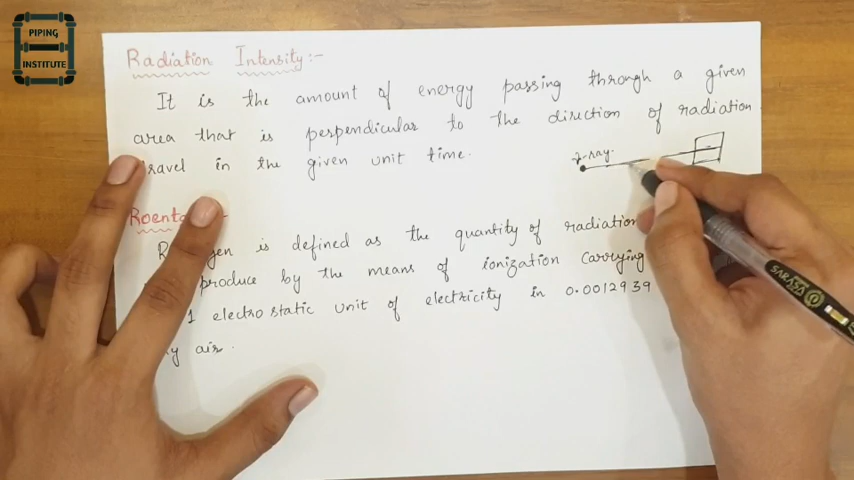 PIPING
INSTITUTE
Radiation Intensity:-
It is the amount of energy passing through a given
area that is perpendicular to the direction of radiation
travel in the given unit time.
γ-ray.
Roent :-
gen is defined as the quantity of radiation
produce by the means of ionization carrying
1 electrostatic unit of electricity in 0.0012939
air.
SARASA